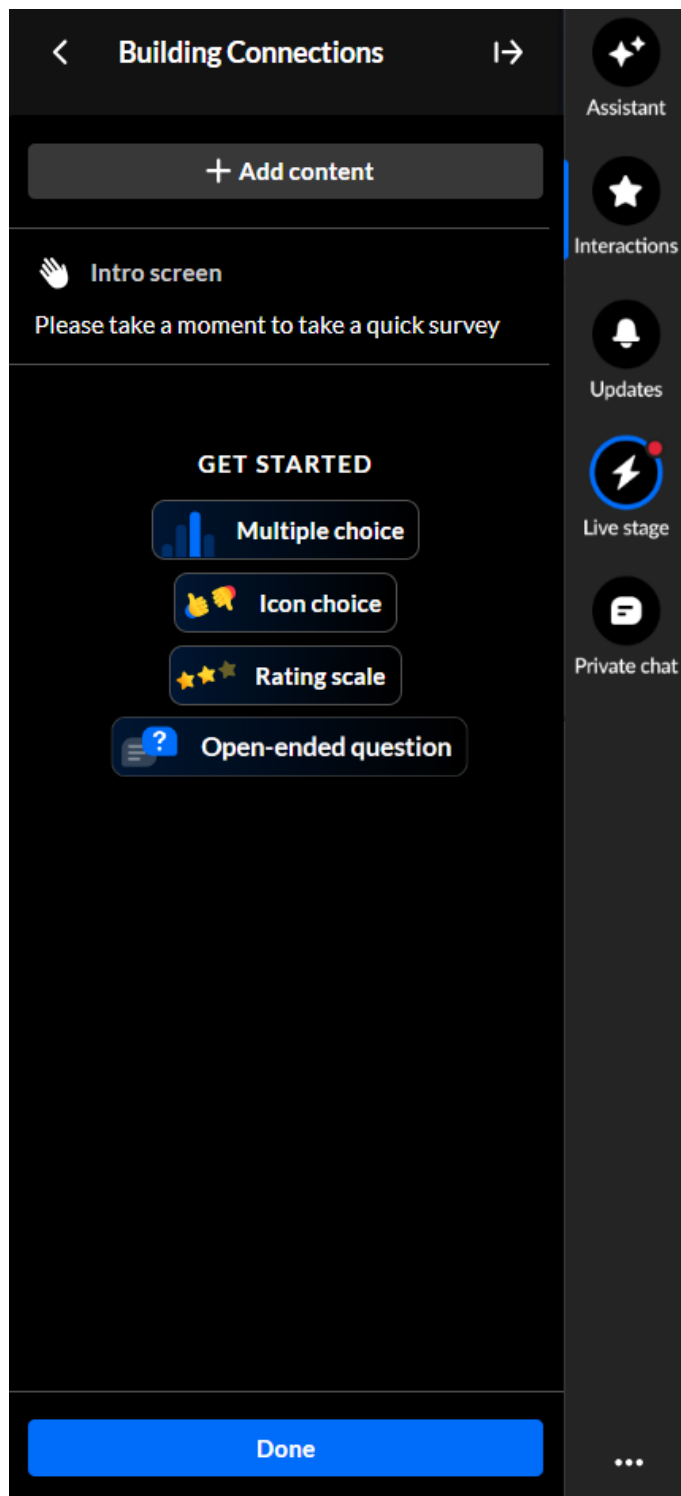 Building Connections
Add content
Intro screen
Please take a moment to take a quick survey
GET STARTED
Multiple choice
Icon choice
Rating scale
?
Open-ended question
Done
Assistant
Interactions
Updates
Live stage
Private chat